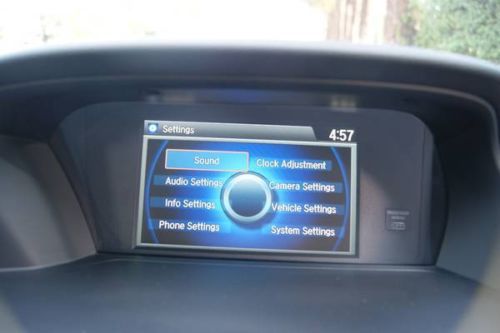 Settings
4:57
Sound
Clock Adjustment
Audio Settings
Camera Settings
Info Settings
Vehicle Settings
Phone Settings
System Settings